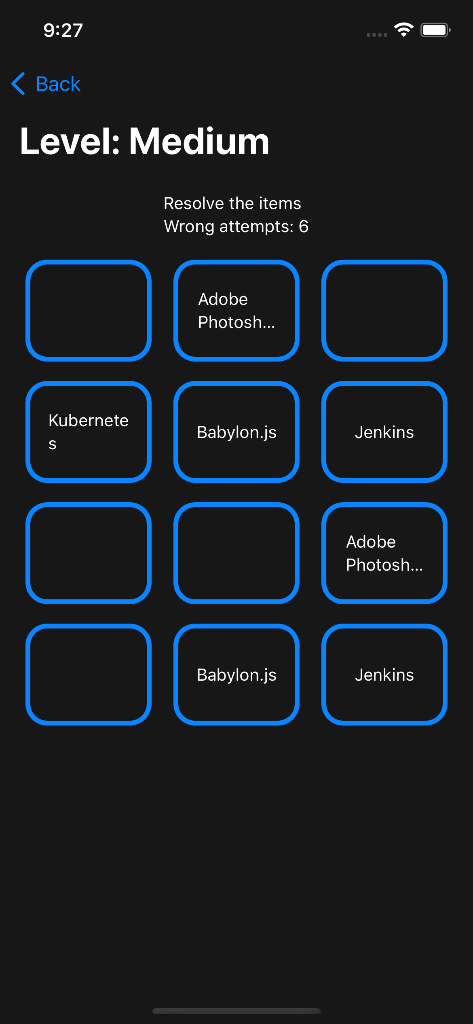 9:27
Back
Level: Medium
Resolve the items
Wrong attempts: 6
Adobe
Photosh...
Kubernete
s
Babylon.js
Jenkins
Adobe
Photosh...
Babylon.js
Jenkins